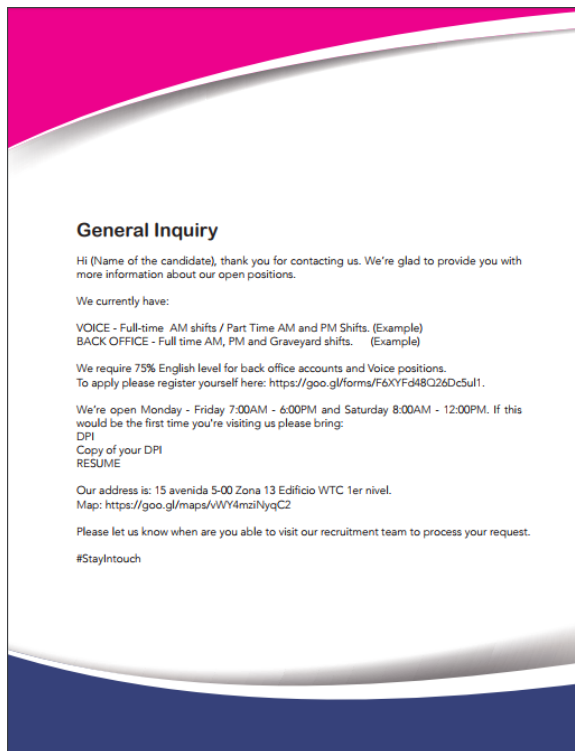 General Inquiry
Hi (Name of the candidate), thank you for contacting us. We're glad to provide you with
more information about our open positions.
We currently have:
VOICE - Full-time AM shifts / Part Time AM and PM Shifts. (Example)
BACK OFFICE - Full time AM, PM and Graveyard shifts. (Example)
We require 75% English level for back office accounts and Voice positions.
To apply please register yourself here: https://goo.gl/forms/F6XYFd48Q26Dc5ul1.
We're open Monday - Friday 7:00AM - 6:00PM and Saturday 8:00AM - 12:00PM. If this
would be the first time you're visiting us please bring:
DPI
Copy of your DPI
RESUME
Our address is: 15 avenida 5-00 Zona 13 Edificio WTC 1er nivel.
Map: https://goo.gl/maps/vWY4mziNyqC2
Please let us know when are you able to visit our recruitment team to process your request.
#StayIntouch